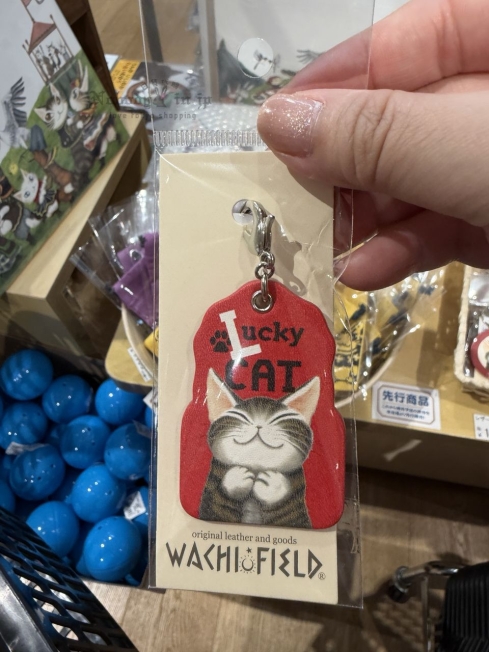 Lucky
CAT
original leather and goods
WACHIFIELD®
先行商品